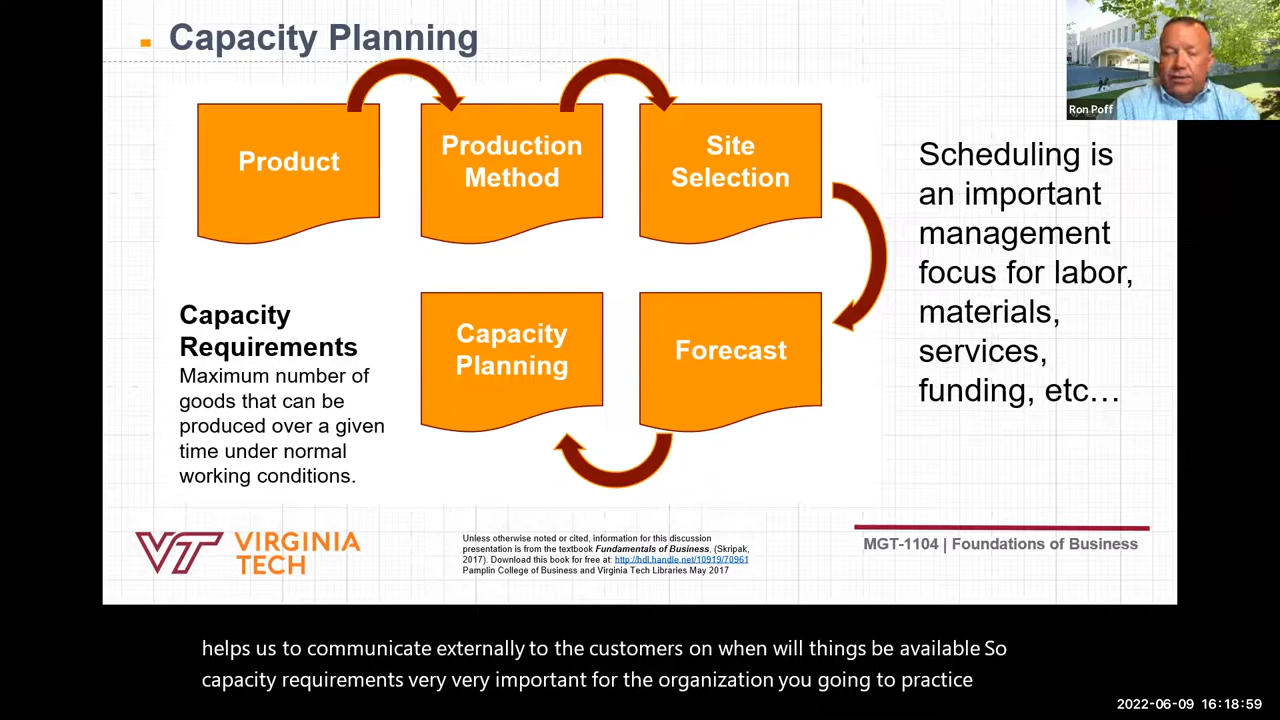 Capacity Planning
Ron Poff
Product
Production
Method
Site
Selection
Scheduling is
an important
management
focus for labor,
materials,
services,
funding, etc…
Capacity
Requirements
Maximum number of
goods that can be
produced over a given
time under normal
working conditions.
Capacity
Planning
Forecast
VT VIRGINIA
TECH
Unless otherwise noted or cited, information for this discussion
presentation is from the textbook Fundamentals of Business, (Skripak,
2017). Download this book for free at: http://hdl.handle.net/10919/70961
Pamplin College of Business and Virginia Tech Libraries May 2017
MGT-1104 | Foundations of Business
helps us to communicate externally to the customers on when will things be available So
capacity requirements very very important for the organization you going to practice
2022-06-09 16:18:59